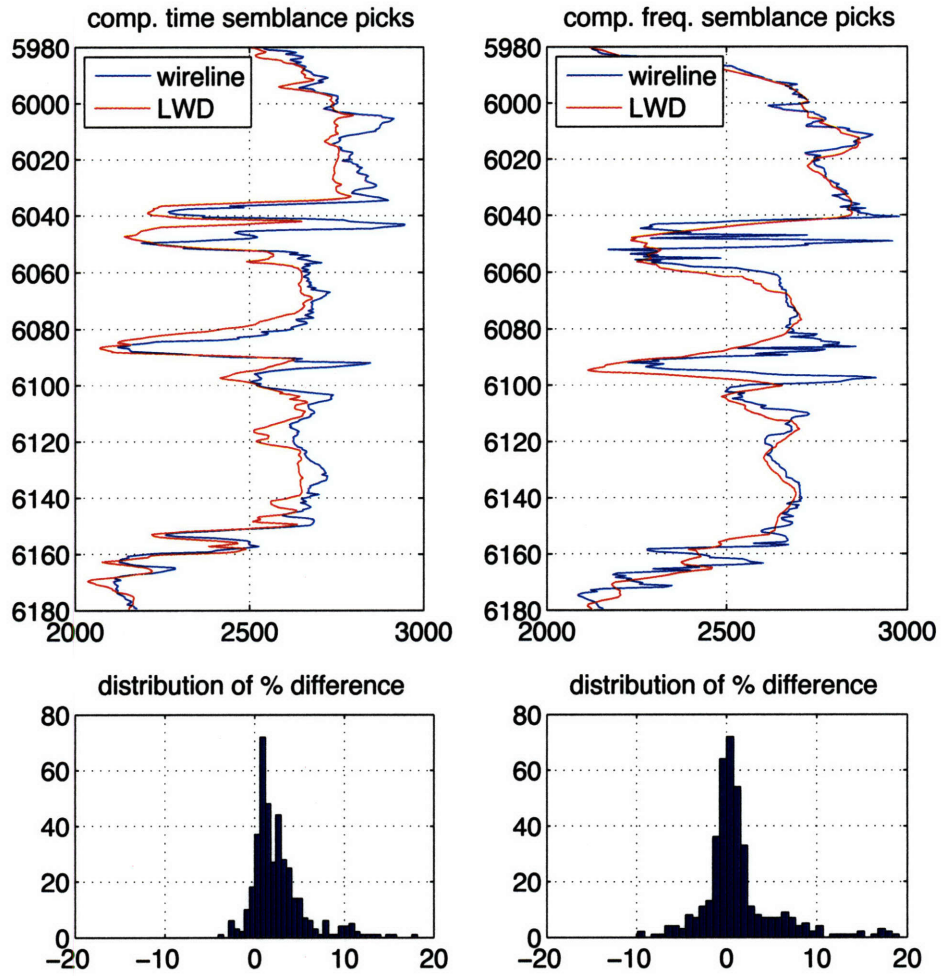 comp. time semblance picks
5980
6000
6020
6040
6060
6080
6100
6120
6140
6160
6180
2000 2500 3000
wireline
LWD
comp. freq. semblance picks
5980
6000
6020
6040
6060
6080
6100
6120
6140
6160
6180
2000 2500 3000
wireline
LWD
distribution of % difference
80
60
40
20
0
−20 −10 0 10 20
distribution of % difference
80
60
40
20
0
−20 −10 0 10 20